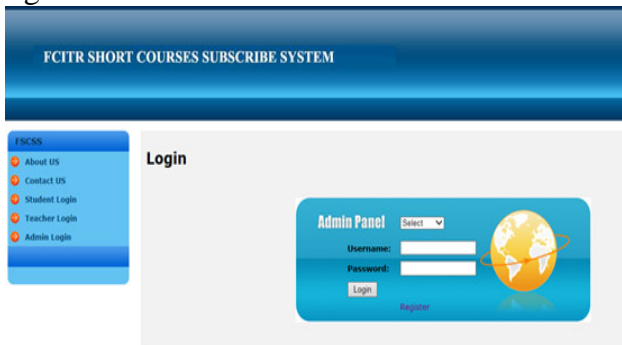 FCITR SHORT COURSES SUBSCRIBE SYSTEM
FSCSS
About US
Contact US
Student Login
Teacher Login
Admin Login
Login
Admin Panel Select
Username:
Password:
Login
Register